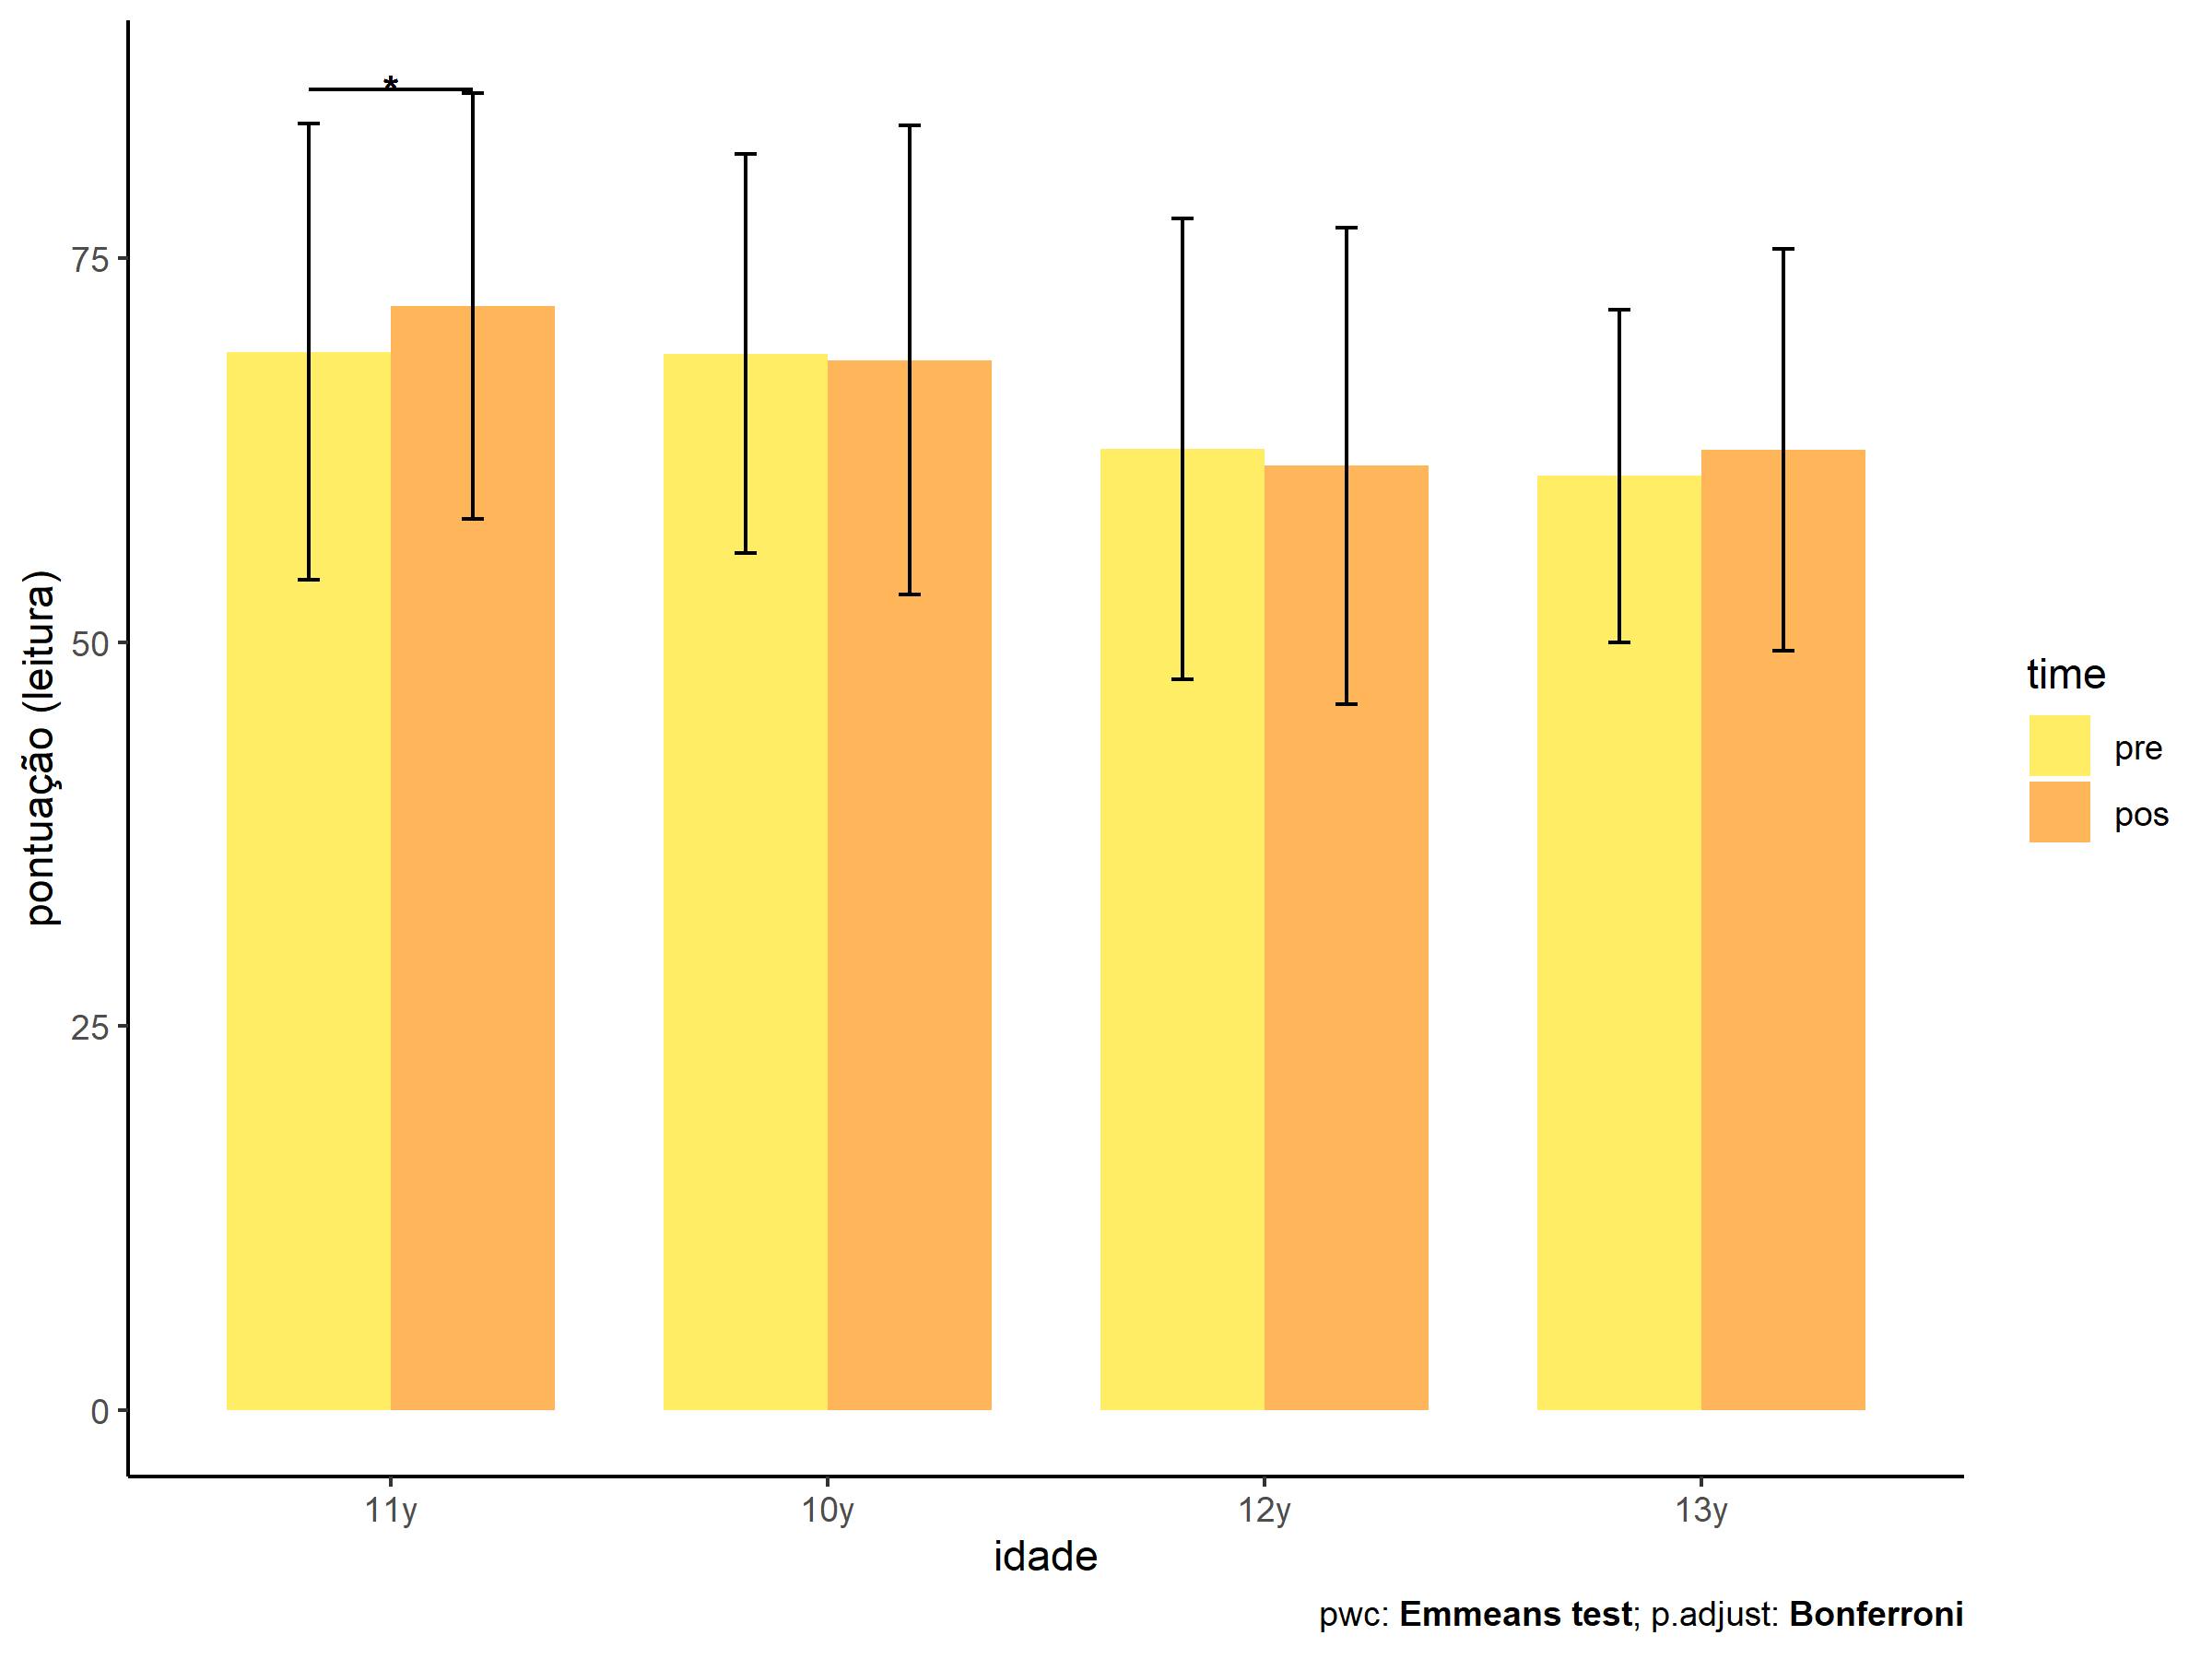 *
75
50
25
0
pontuação (leitura)
11y
10y
12y
13y
idade
time
pre
pos
pwc: Emmeans test; p.adjust: Bonferroni